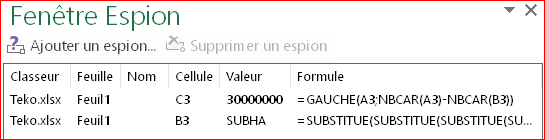 Fenêtre Espion
Ajouter un espion... Supprimer un espion
Classeur Feuille Nom Cellule Valeur Formule
Teko.xlsx Feuil1 C3 30000000 =GAUCHE(A3;NBCAR(A3)-NBCAR(B3))
Teko.xlsx Feuil1 B3 SUBHA =SUBSTITUE(SUBSTITUE(SUBSTITUE(SU...